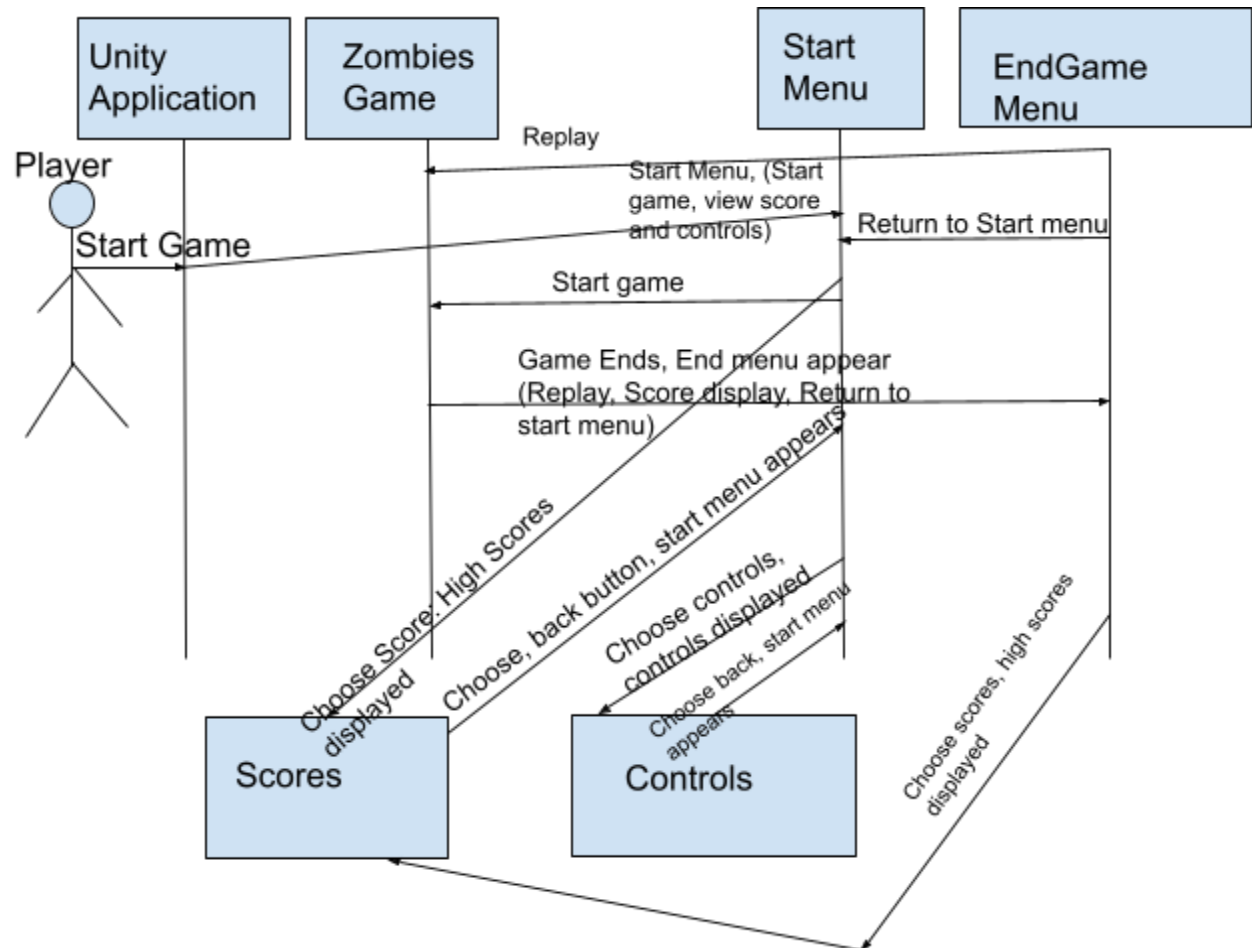 Unity
Application
Zombies
Game
Start
Menu
EndGame
Menu
Player
Replay
Start Menu, (Start
game, view score
and controls)
Return to Start menu
Start Game
Start game
Game Ends, End menu appear
(Replay, Score display, Return to
start menu)
Choose Score: High Scores
displayed
Choose, back button, start menu appears
Choose controls,
controls displayed
Choose back, start menu
appears
Choose scores, high scores
displayed
Scores
Controls